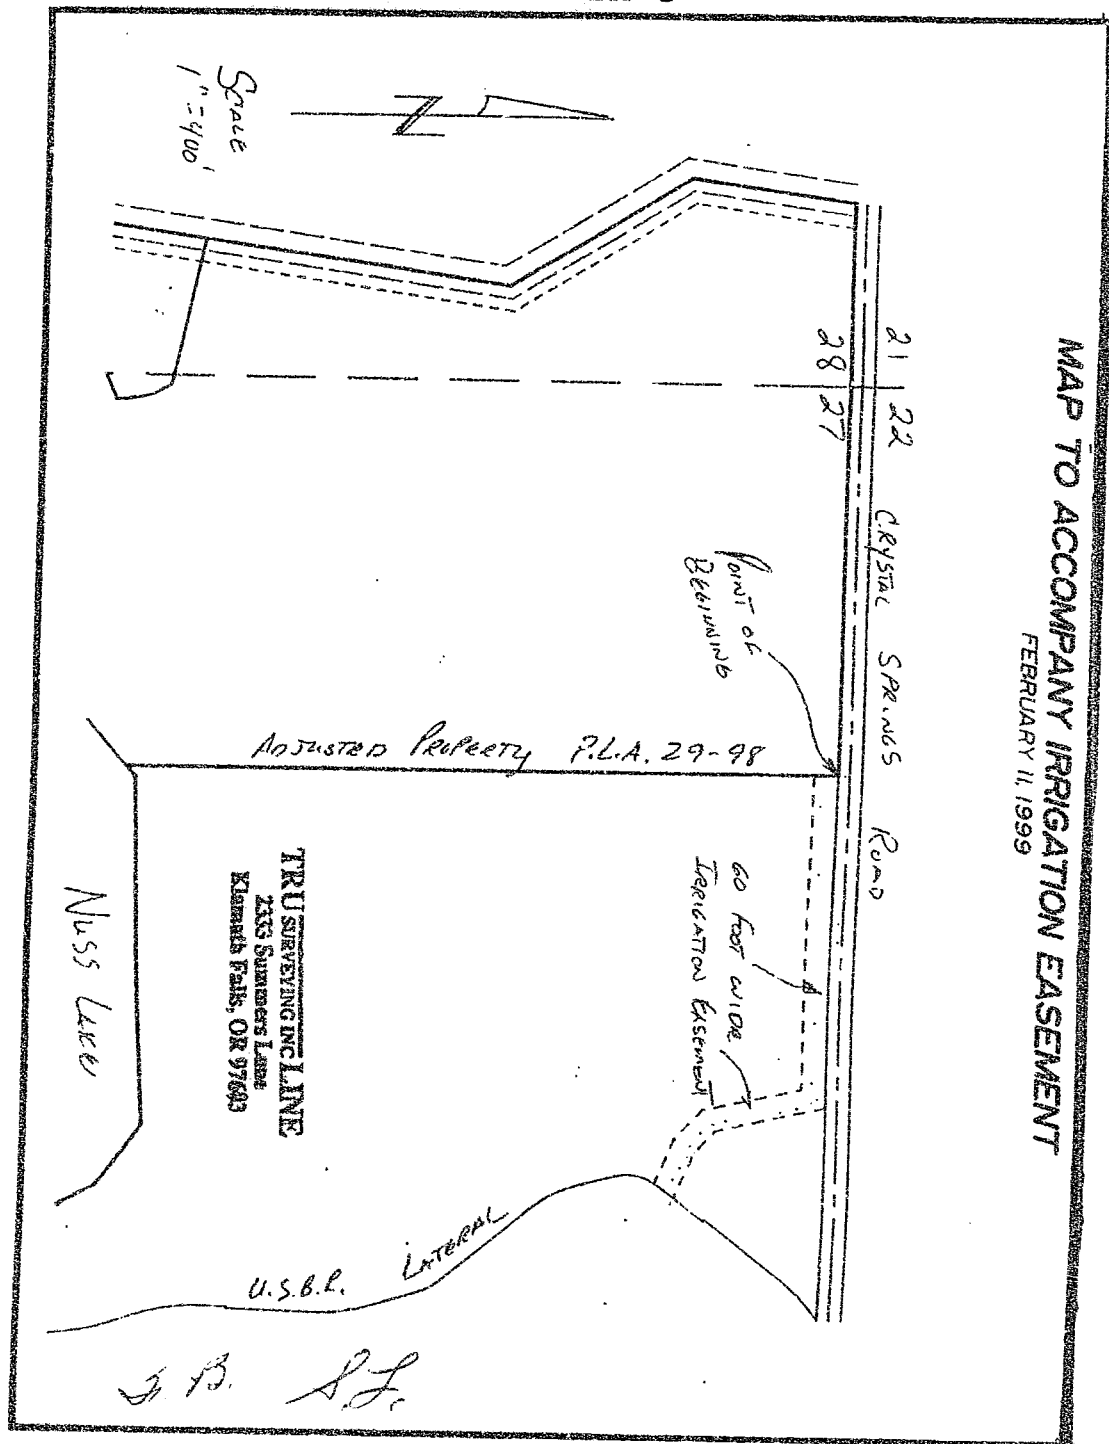 MAP TO ACCOMPANY IRRIGATION EASEMENT
FEBRUARY 11, 1999
SCALE
1" = 400'
N
21 22
28 27
CRYSTAL SPRINGS ROAD
POINT OF
BEGINNING
60 FOOT WIDE
IRRIGATION EASEMENT
ADJUSTED PROPERTY P.L.A. 29-98
TRU SURVEYING INC LINE
2333 Summers Lane
Klamath Falls, OR 97603
NUSS LAKE
U.S.B.R. LATERAL
B. S.L.